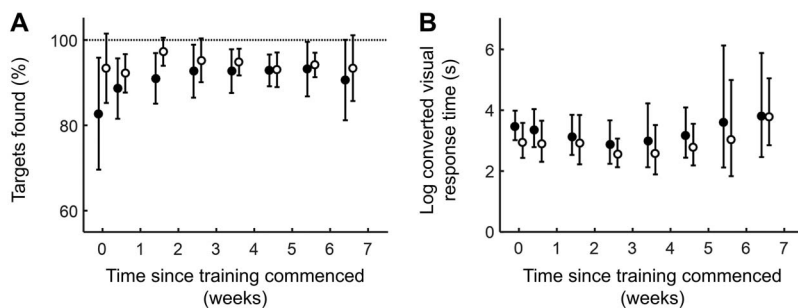 A
Targets found (%)
100
80
60
0 1 2 3 4 5 6 7
Time since training commenced
(weeks)
B
Log converted visual
response time (s)
6
4
2
0
0 1 2 3 4 5 6 7
Time since training commenced
(weeks)